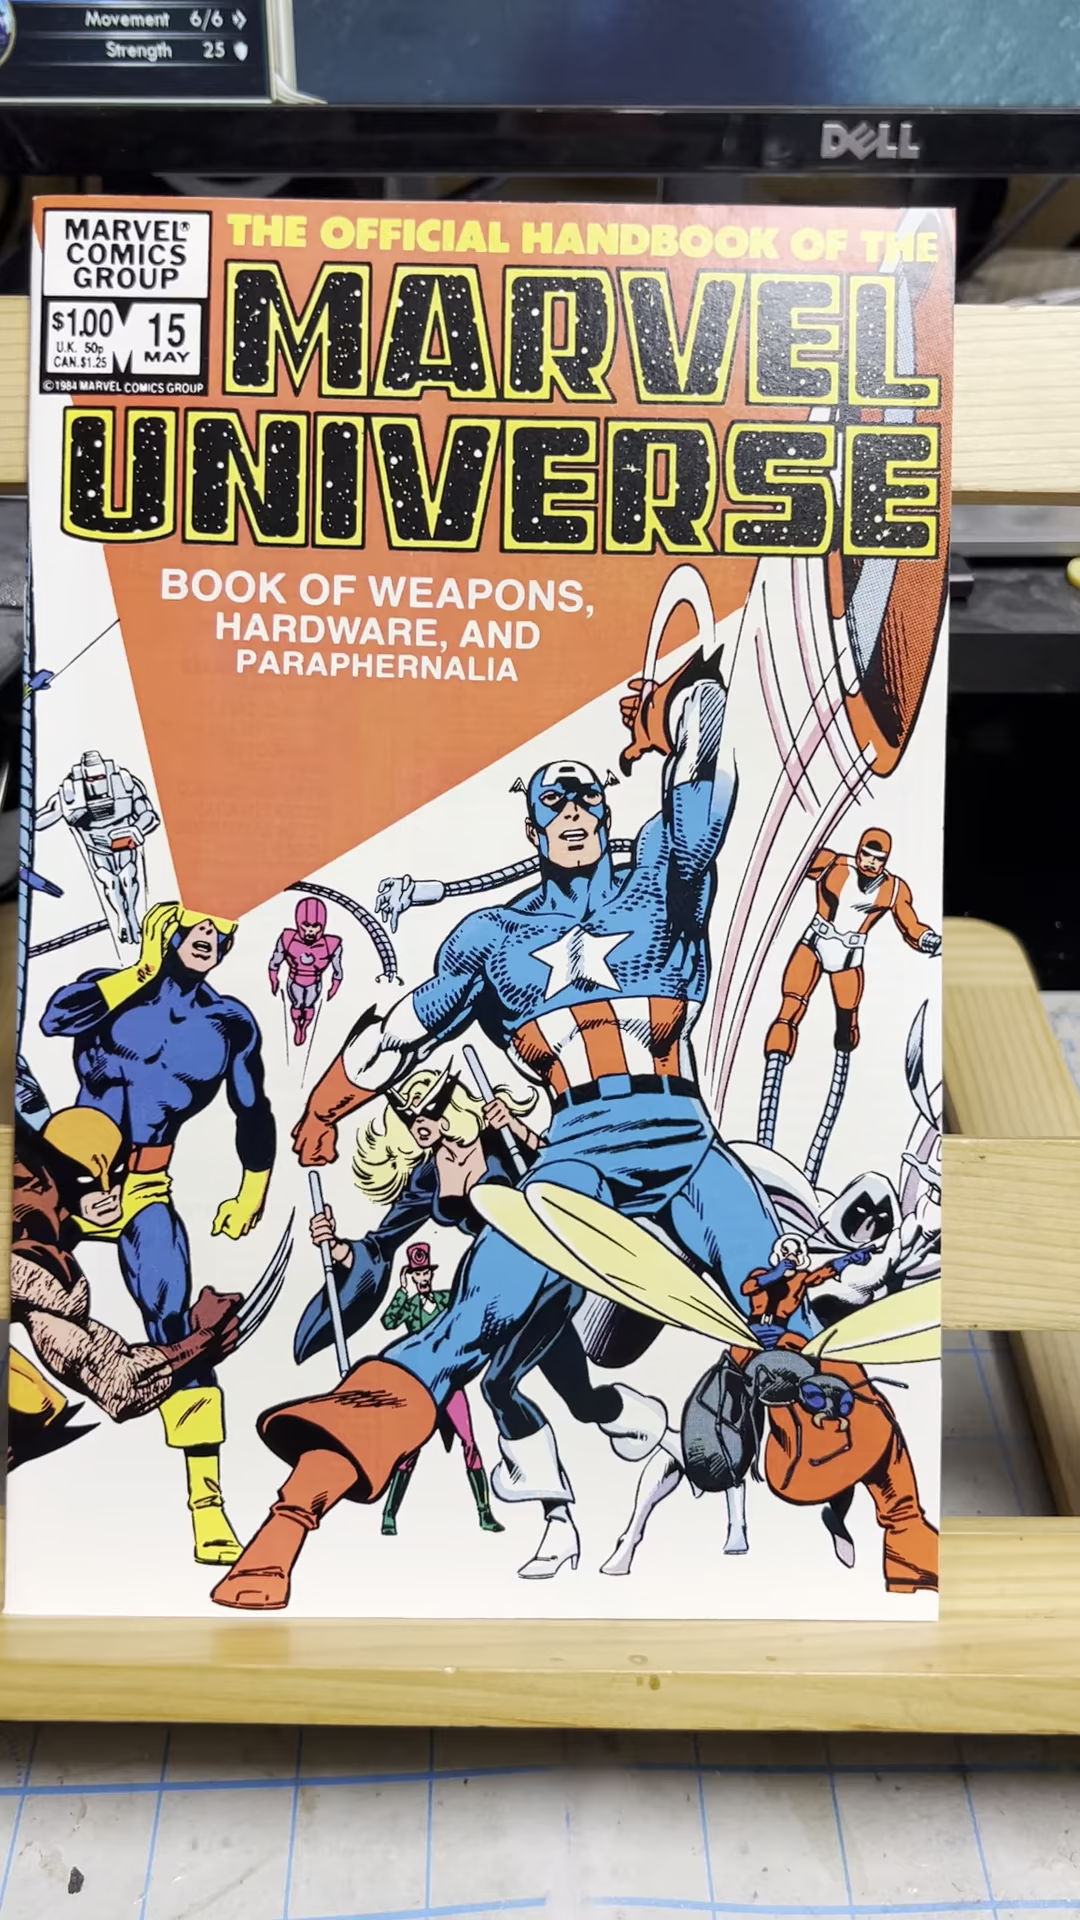 Movement 6/6
Strength 25
DELL
MARVEL®
COMICS
GROUP
$1.00
U.K. 50p
CAN.$1.25
15
MAY
©1984 MARVEL COMICS GROUP
THE OFFICIAL HANDBOOK OF THE
MARVEL
UNIVERSE
BOOK OF WEAPONS,
HARDWARE, AND
PARAPHERNALIA